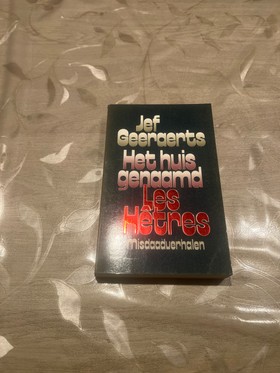 Jef
Geeraerts
Het huis
genaamd
Les
Hêtres
Misdaadverhalen